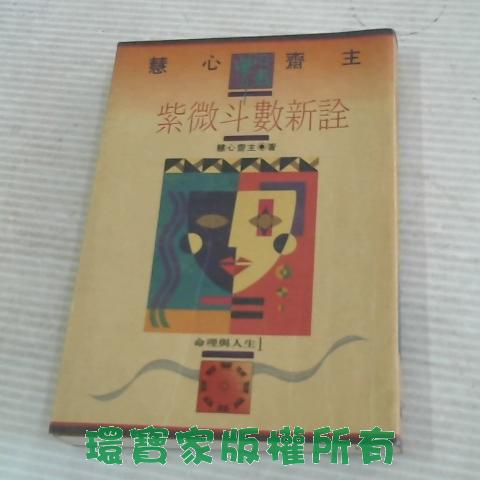 慧心齋主
紫微斗數新詮
慧心齋主●著
命理與人生1
環寶家版權所有